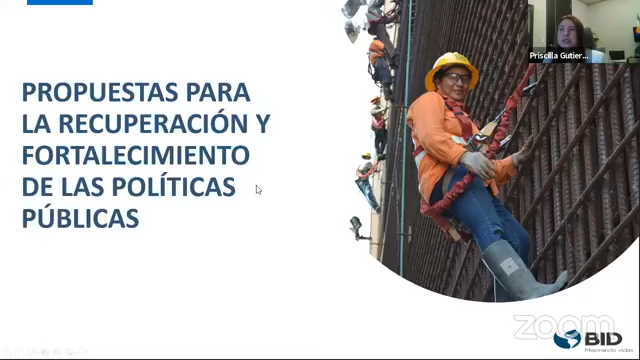 Priscilla Gutier...
PROPUESTAS PARA
LA RECUPERACIÓN Y
FORTALECIMIENTO
DE LAS POLÍTICAS
PÚBLICAS
zoom
BID
Mejorando vidas